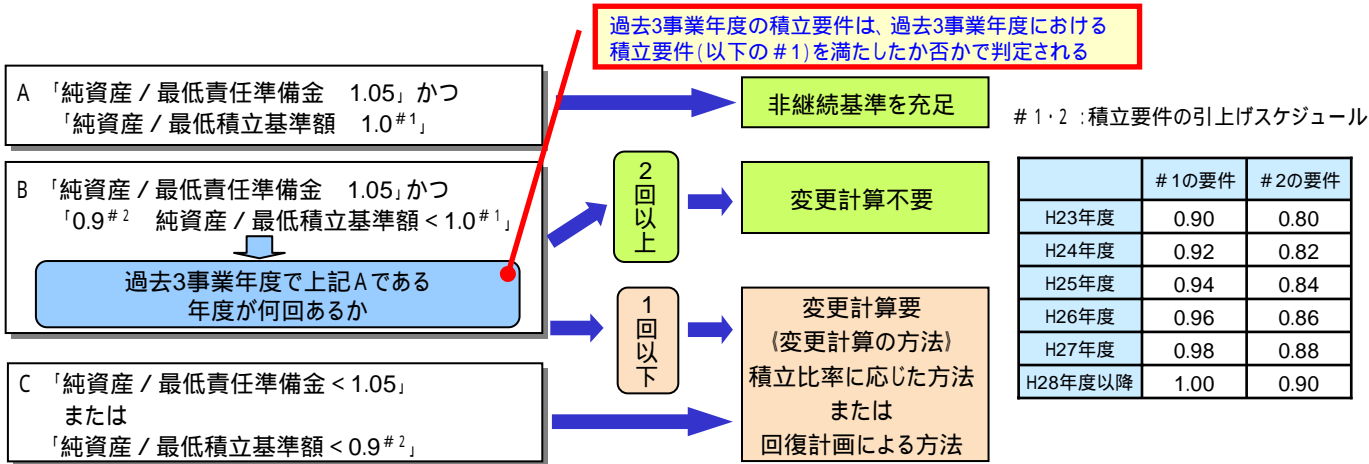 過去3事業年度の積立要件は、過去3事業年度における
積立要件(以下の＃1)を満たしたか否かで判定される
A 「純資産 / 最低責任準備金　1.05」かつ
「純資産 / 最低積立基準額　1.0＃1」
非継続基準を充足
B 「純資産 / 最低責任準備金　1.05」かつ
「0.9＃2　純資産 / 最低積立基準額 < 1.0＃1」
過去3事業年度で上記Aである
年度が何回あるか
2回以上
変更計算不要
1回以下
変更計算要
《変更計算の方法》
積立比率に応じた方法
または
回復計画による方法
C 「純資産 / 最低責任準備金 < 1.05」
または
「純資産 / 最低積立基準額 < 0.9＃2」
＃1・2 :積立要件の引上げスケジュール
＃1の要件 ＃2の要件
H23年度 0.90 0.80
H24年度 0.92 0.82
H25年度 0.94 0.84
H26年度 0.96 0.86
H27年度 0.98 0.88
H28年度以降 1.00 0.90